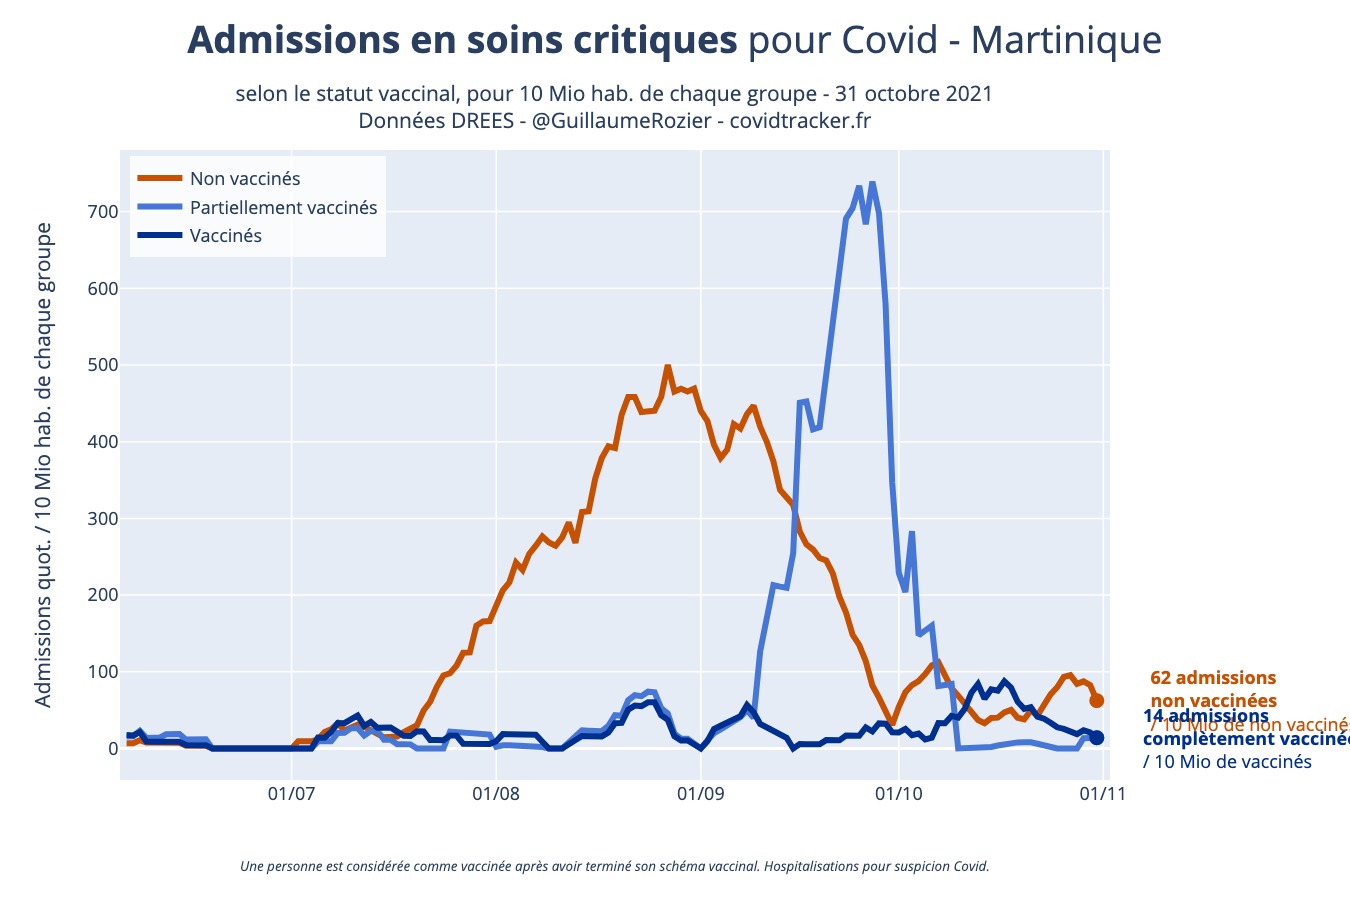 Admissions en soins critiques pour Covid - Martinique
selon le statut vaccinal, pour 10 Mio hab. de chaque groupe - 31 octobre 2021
Données DREES - @GuillaumeRozier - covidtracker.fr
Non vaccinés
Partiellement vaccinés
Vaccinés
Admissions quot. / 10 Mio hab. de chaque groupe
700
600
500
400
300
200
100
0
01/07
01/08
01/09
01/10
01/11
62 admissions
non vaccinées
/ 10 Mio de non vaccinés
14 admissions
complètement vaccinée
/ 10 Mio de vaccinés
Une personne est considérée comme vaccinée après avoir terminé son schéma vaccinal. Hospitalisations pour suspicion Covid.